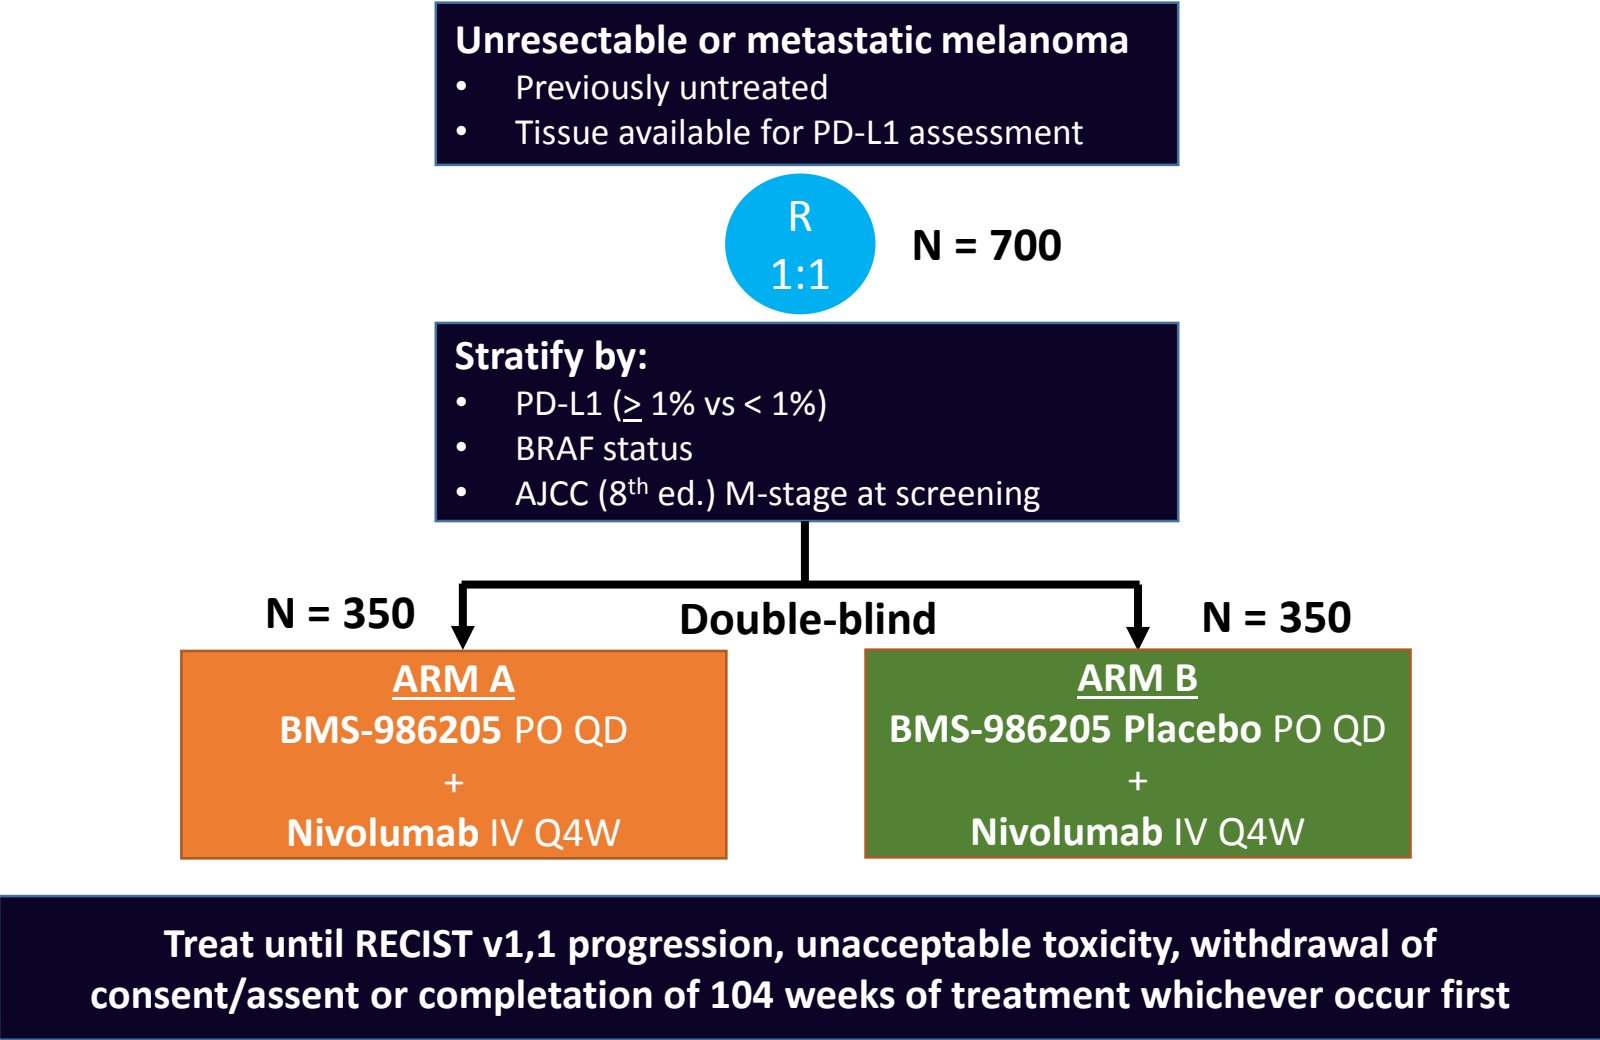 Unresectable or metastatic melanoma
• Previously untreated
• Tissue available for PD-L1 assessment
R
1:1
N = 700
Stratify by:
• PD-L1 (≥ 1% vs < 1%)
• BRAF status
• AJCC (8th ed.) M-stage at screening
N = 350
Double-blind
N = 350
ARM A
BMS-986205 PO QD
+
Nivolumab IV Q4W
ARM B
BMS-986205 Placebo PO QD
+
Nivolumab IV Q4W
Treat until RECIST v1,1 progression, unacceptable toxicity, withdrawal of
consent/assent or completation of 104 weeks of treatment whichever occur first